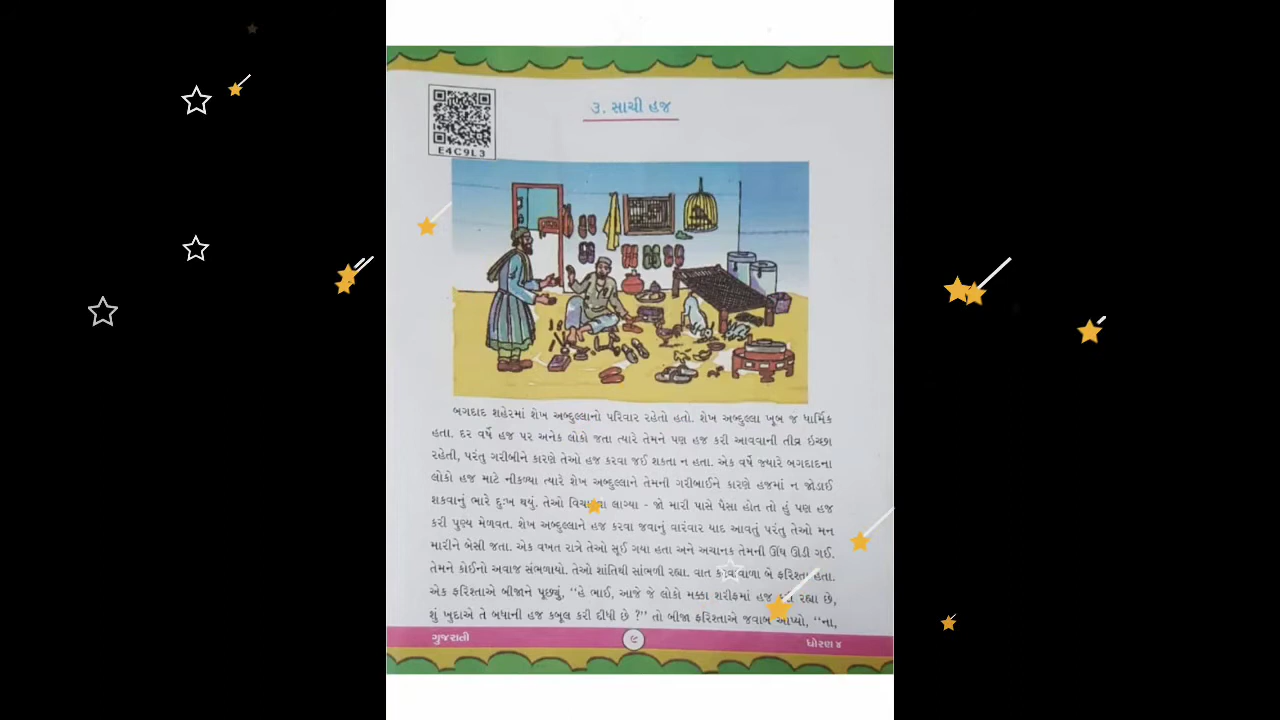 E4C9L3
૩. સાચી હજ
બગદાદ શહેરમાં શેખ અબ્દુલ્લાનો પરિવાર રહેતો હતો. શેખ અબ્દુલ્લા ખૂબ જ ધાર્મિક
હતા. દર વર્ષે હજ પર અનેક લોકો જતા ત્યારે તેમને પણ હજ કરી આવવાની તીવ્ર ઇચ્છા
રહેતી, પરંતુ ગરીબીને કારણે તેઓ હજ કરવા જઈ શકતા ન હતા. એક વર્ષે જ્યારે બગદાદના
લોકો હજ માટે નીકળ્યા ત્યારે શેખ અબ્દુલ્લાને તેમની ગરીબાઈને કારણે હજમાં ન જોડાઈ
શકવાનું ભારે દુઃખ થયું. તેઓ વિચારવા લાગ્યા - જો મારી પાસે પૈસા હોત તો હું પણ હજ
કરી પુણ્ય મેળવત. શેખ અબ્દુલ્લાને હજ કરવા જવાનું વારંવાર યાદ આવતું પરંતુ તેઓ મન
મારીને બેસી જતા. એક વખત રાત્રે તેઓ સૂઈ ગયા હતા અને અચાનક તેમની ઊંઘ ઊડી ગઈ.
તેમને કોઈનો અવાજ સંભળાયો. તેઓ શાંતિથી સાંભળી રહ્યા. વાત કરવાવાળા બે ફરિશ્તા હતા.
એક ફરિશ્તાએ બીજાને પૂછ્યું, ‘‘હે ભાઈ, આજે જે લોકો મક્કા શરીફમાં હજ કરી રહ્યા છે,
શું ખુદાએ તે બધાની હજ કબૂલ કરી દીધી છે ?’’ તો બીજા ફરિશ્તાએ જવાબ આપ્યો, ‘‘ના,
ગુજરાતી
૯
ધોરણ ૪